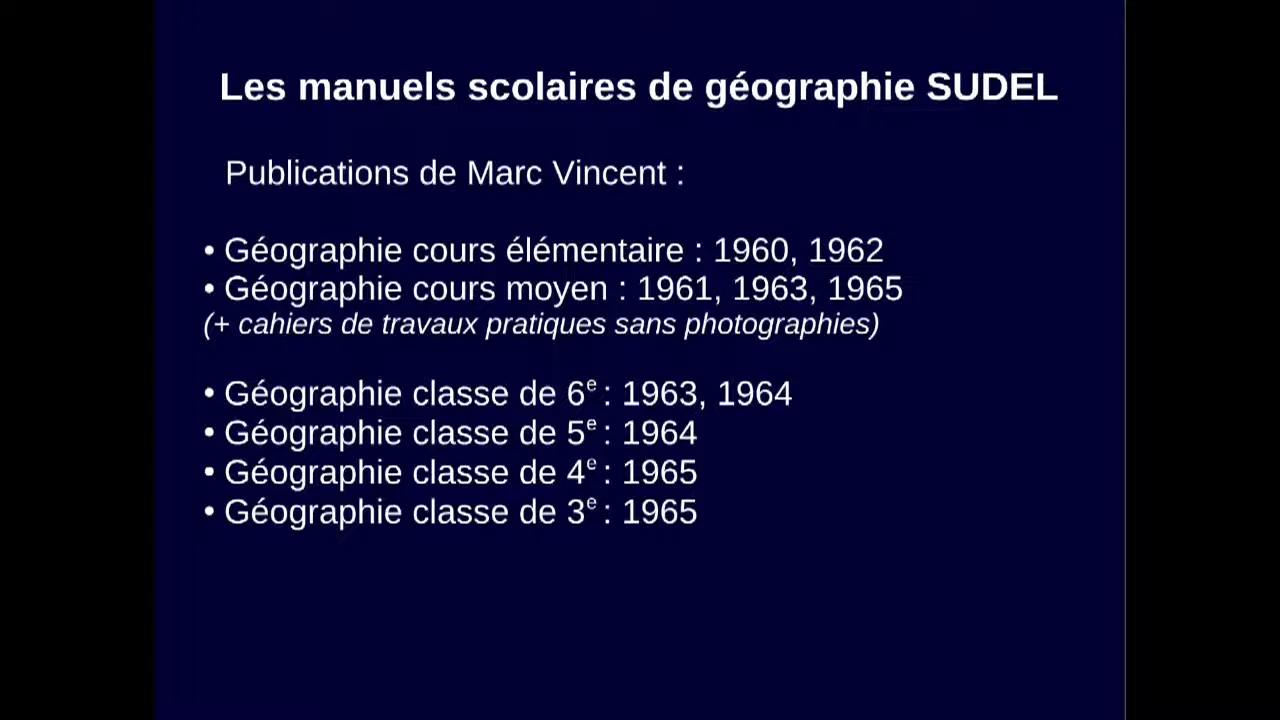 Les manuels scolaires de géographie SUDEL
Publications de Marc Vincent :
• Géographie cours élémentaire : 1960, 1962
• Géographie cours moyen : 1961, 1963, 1965
(+ cahiers de travaux pratiques sans photographies)
• Géographie classe de 6ᵉ : 1963, 1964
• Géographie classe de 5ᵉ : 1964
• Géographie classe de 4ᵉ : 1965
• Géographie classe de 3ᵉ : 1965